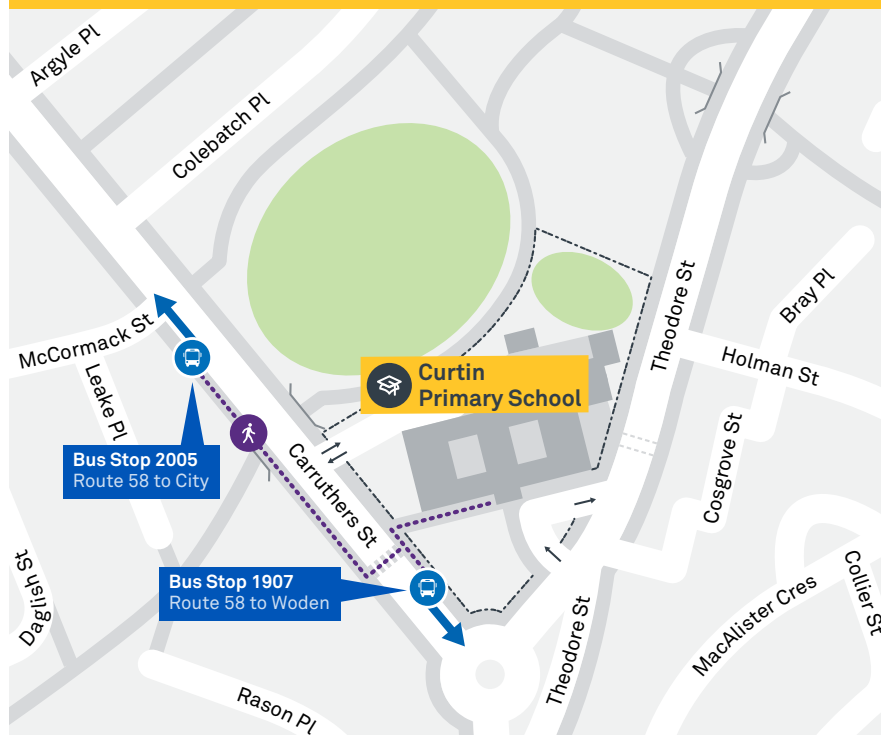 Argyle Pl
Colebatch Pl
Theodore St
Bray Pl
McCormack St
Holman St
Leake Pl
Curtin
Primary School
Bus Stop 2005
Route 58 to City
Carruthers St
Cosgrove St
Daglish St
Bus Stop 1907
Route 58 to Woden
Theodore St
MacAlister Cres
Collier St
Rason Pl